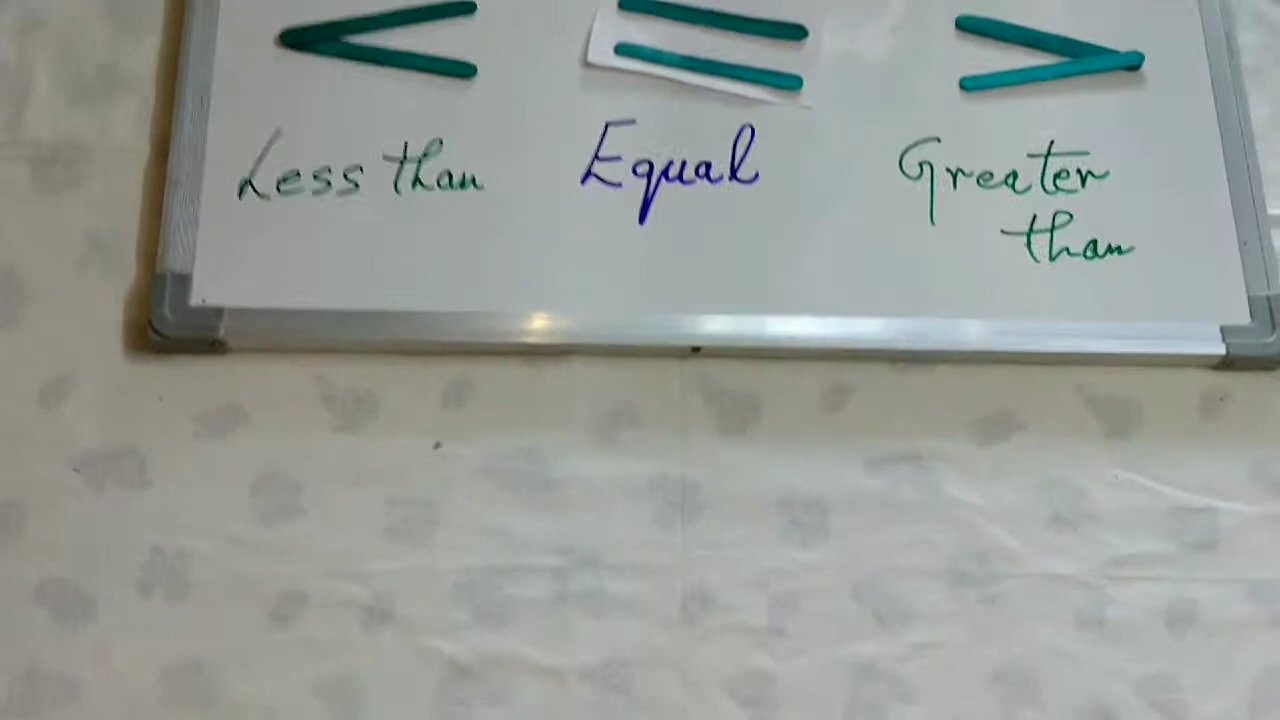 < = >
Less than Equal Greater
than